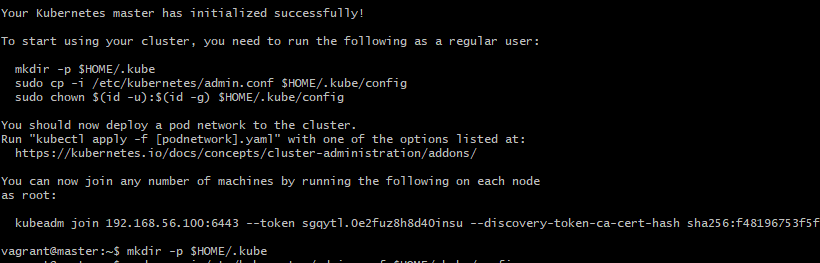 Your Kubernetes master has initialized successfully!
To start using your cluster, you need to run the following as a regular user:
mkdir -p $HOME/.kube
sudo cp -i /etc/kubernetes/admin.conf $HOME/.kube/config
sudo chown $(id -u):$(id -g) $HOME/.kube/config
You should now deploy a pod network to the cluster.
Run "kubectl apply -f [podnetwork].yaml" with one of the options listed at:
https://kubernetes.io/docs/concepts/cluster-administration/addons/
You can now join any number of machines by running the following on each node
as root:
kubeadm join 192.168.56.100:6443 --token sgqytl.0e2fuz8h8d40insu --discovery-token-ca-cert-hash sha256:f48196753f5f
vagrant@master:~$ mkdir -p $HOME/.kube